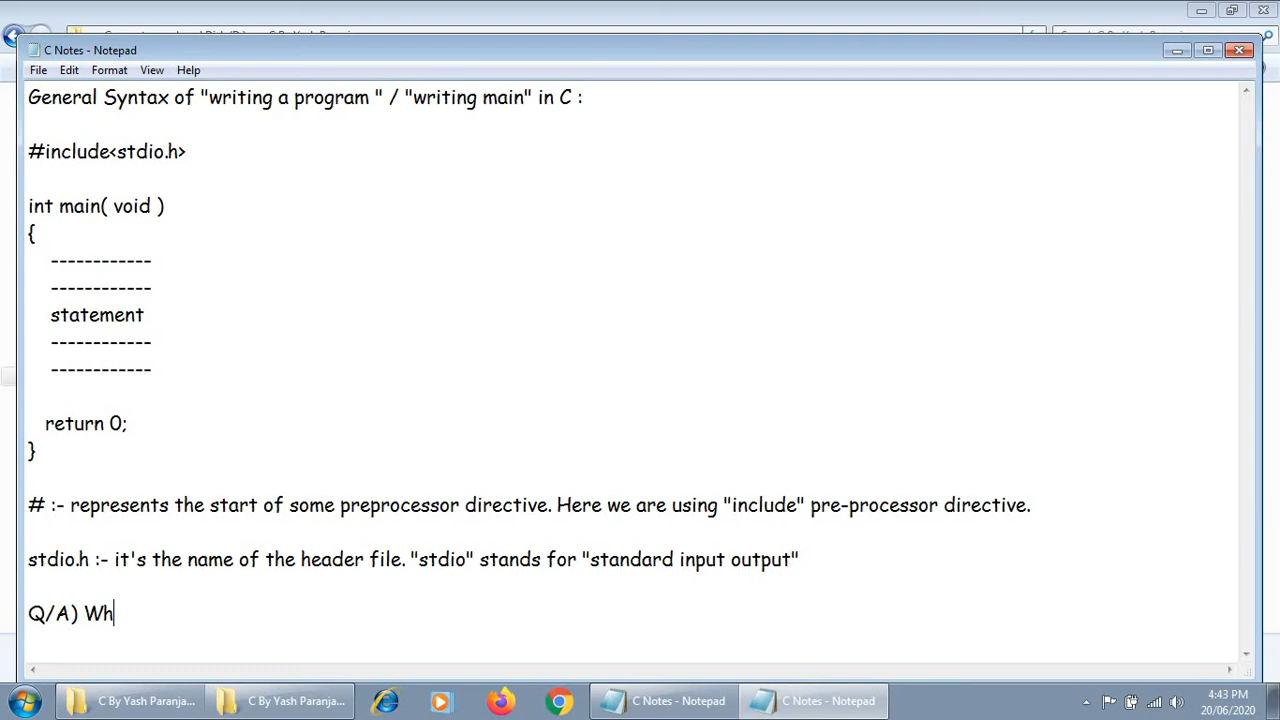 C Notes - Notepad
File Edit Format View Help
General Syntax of "writing a program " / "writing main" in C :
#include<stdio.h>
int main( void )
{
------------
------------
statement
------------
------------
return 0;
}
# :- represents the start of some preprocessor directive. Here we are using "include" pre-processor directive.
stdio.h :- it's the name of the header file. "stdio" stands for "standard input output"
Q/A) Wh
C By Yash Paranja... C By Yash Paranja... C Notes - Notepad C Notes - Notepad
4:43 PM
20/06/2020